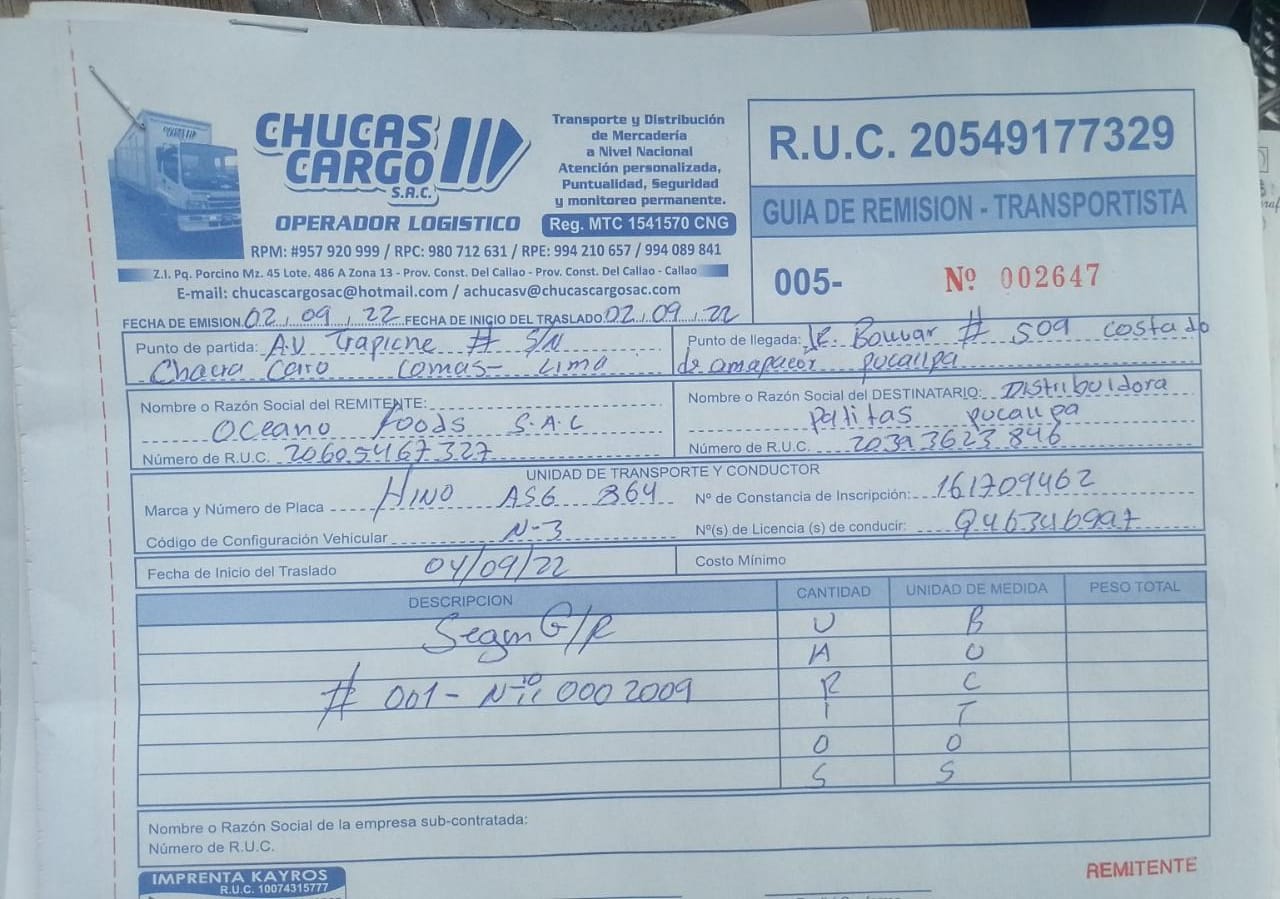 CHUCAS
CARGO
S.A.C.
OPERADOR LOGISTICO
Transporte y Distribución
de Mercadería
a Nivel Nacional
Atención personalizada,
Puntualidad, Seguridad
y monitoreo permanente.
Reg. MTC 1541570 CNG
RPM: #957 920 999 / RPC: 980 712 631 / RPE: 994 210 657 / 994 089 841
Z.I. Pq. Porcino Mz. 45 Lote. 486 A Zona 13 - Prov. Const. Del Callao - Prov. Const. Del Callao - Callao
E-mail: chucascargosac@hotmail.com / achucasv@chucascargosac.com
R.U.C. 20549177329
GUIA DE REMISION - TRANSPORTISTA
005- Nº 002647
FECHA DE EMISION 02 / 09 / 22 FECHA DE INICIO DEL TRASLADO 02 / 09 / 22
Punto de partida: AU Trapiche # S/N
Chacra Caro Comas - Lima
Punto de llegada: JR. Bolivar # 509 costado
de amapacor pucallpa
Nombre o Razón Social del REMITENTE:
Oceano Foods S.A.C
Número de R.U.C. 20605467327
Nombre o Razón Social del DESTINATARIO: Distribuidora
Patitas pucallpa
Número de R.U.C. 20393623846
UNIDAD DE TRANSPORTE Y CONDUCTOR
Marca y Número de Placa HINO ASG 864
Nº de Constancia de Inscripción: 161709462
Código de Configuración Vehicular N-3
Nº(s) de Licencia (s) de conducir: Q46346997
Fecha de Inicio del Traslado 04/09/22
Costo Mínimo
DESCRIPCION CANTIDAD UNIDAD DE MEDIDA PESO TOTAL
Segun G/R U B
A U
# 001 - Nº 0002009 R C
I T
O O
S S
Nombre o Razón Social de la empresa sub-contratada:
Número de R.U.C.
IMPRENTA KAYROS
R.U.C. 10074315777
REMITENTE